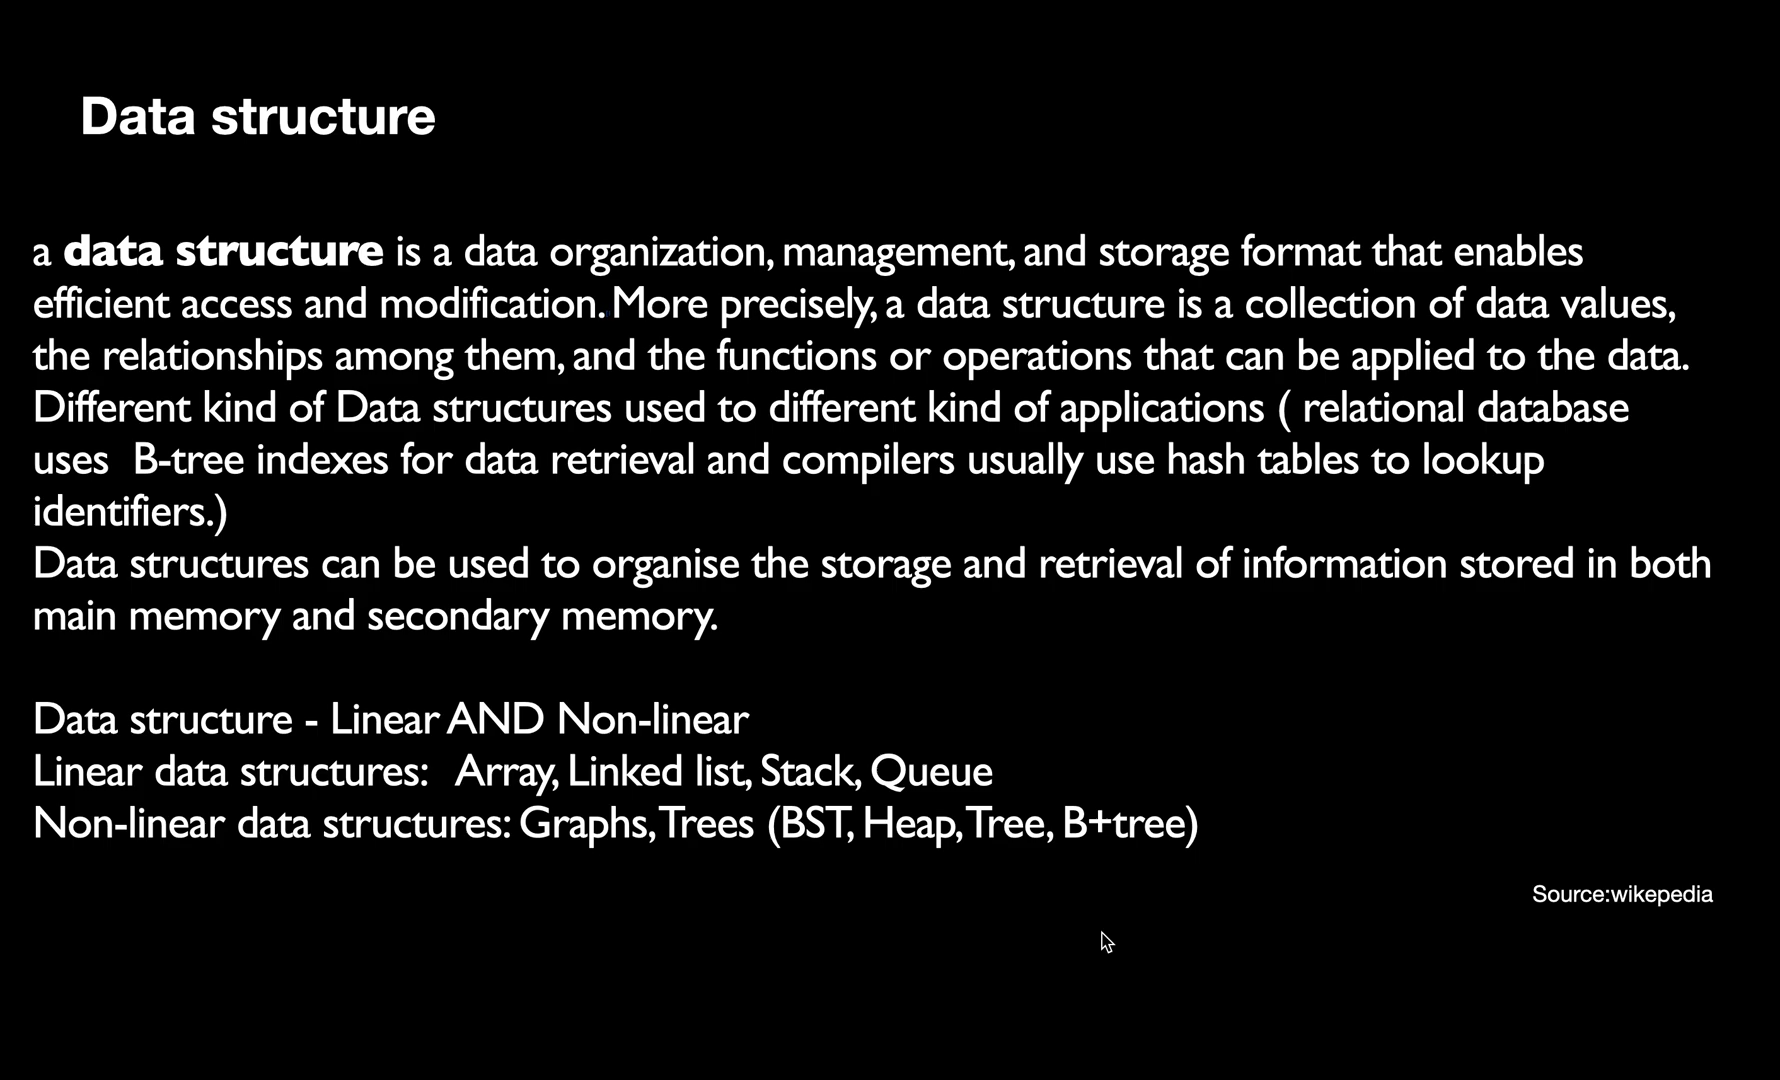 Data structure
a data structure is a data organization, management, and storage format that enables
efficient access and modification. More precisely, a data structure is a collection of data values,
the relationships among them, and the functions or operations that can be applied to the data.
Different kind of Data structures used to different kind of applications ( relational database
uses B-tree indexes for data retrieval and compilers usually use hash tables to lookup
identifiers.)
Data structures can be used to organise the storage and retrieval of information stored in both
main memory and secondary memory.
Data structure - Linear AND Non-linear
Linear data structures: Array, Linked list, Stack, Queue
Non-linear data structures: Graphs, Trees (BST, Heap, Tree, B+tree)
Source:wikepedia